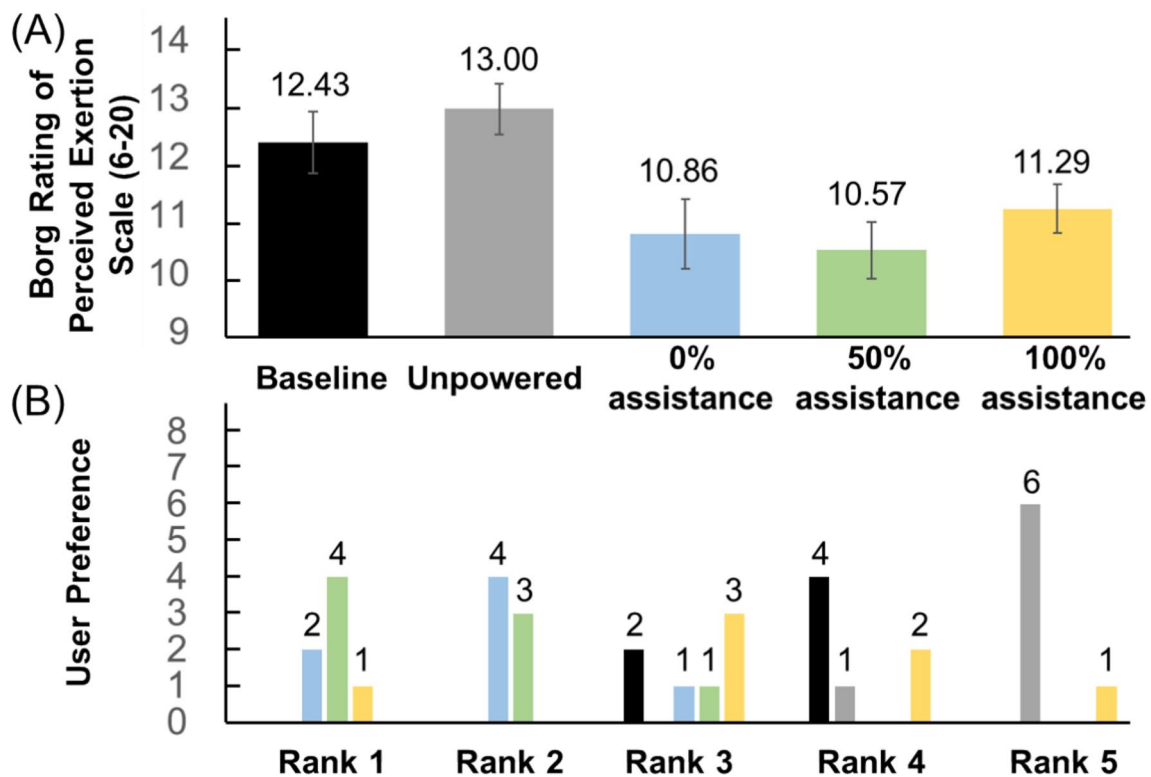 (A)
Borg Rating of
Perceived Exertion
Scale (6-20)
14
13
12
11
10
9
12.43
13.00
10.86
10.57
11.29
Baseline
Unpowered
0%
assistance
50%
assistance
100%
assistance
(B)
User Preference
8
7
6
5
4
3
2
1
0
2
4
1
4
3
2
1
1
3
4
1
2
6
1
Rank 1
Rank 2
Rank 3
Rank 4
Rank 5